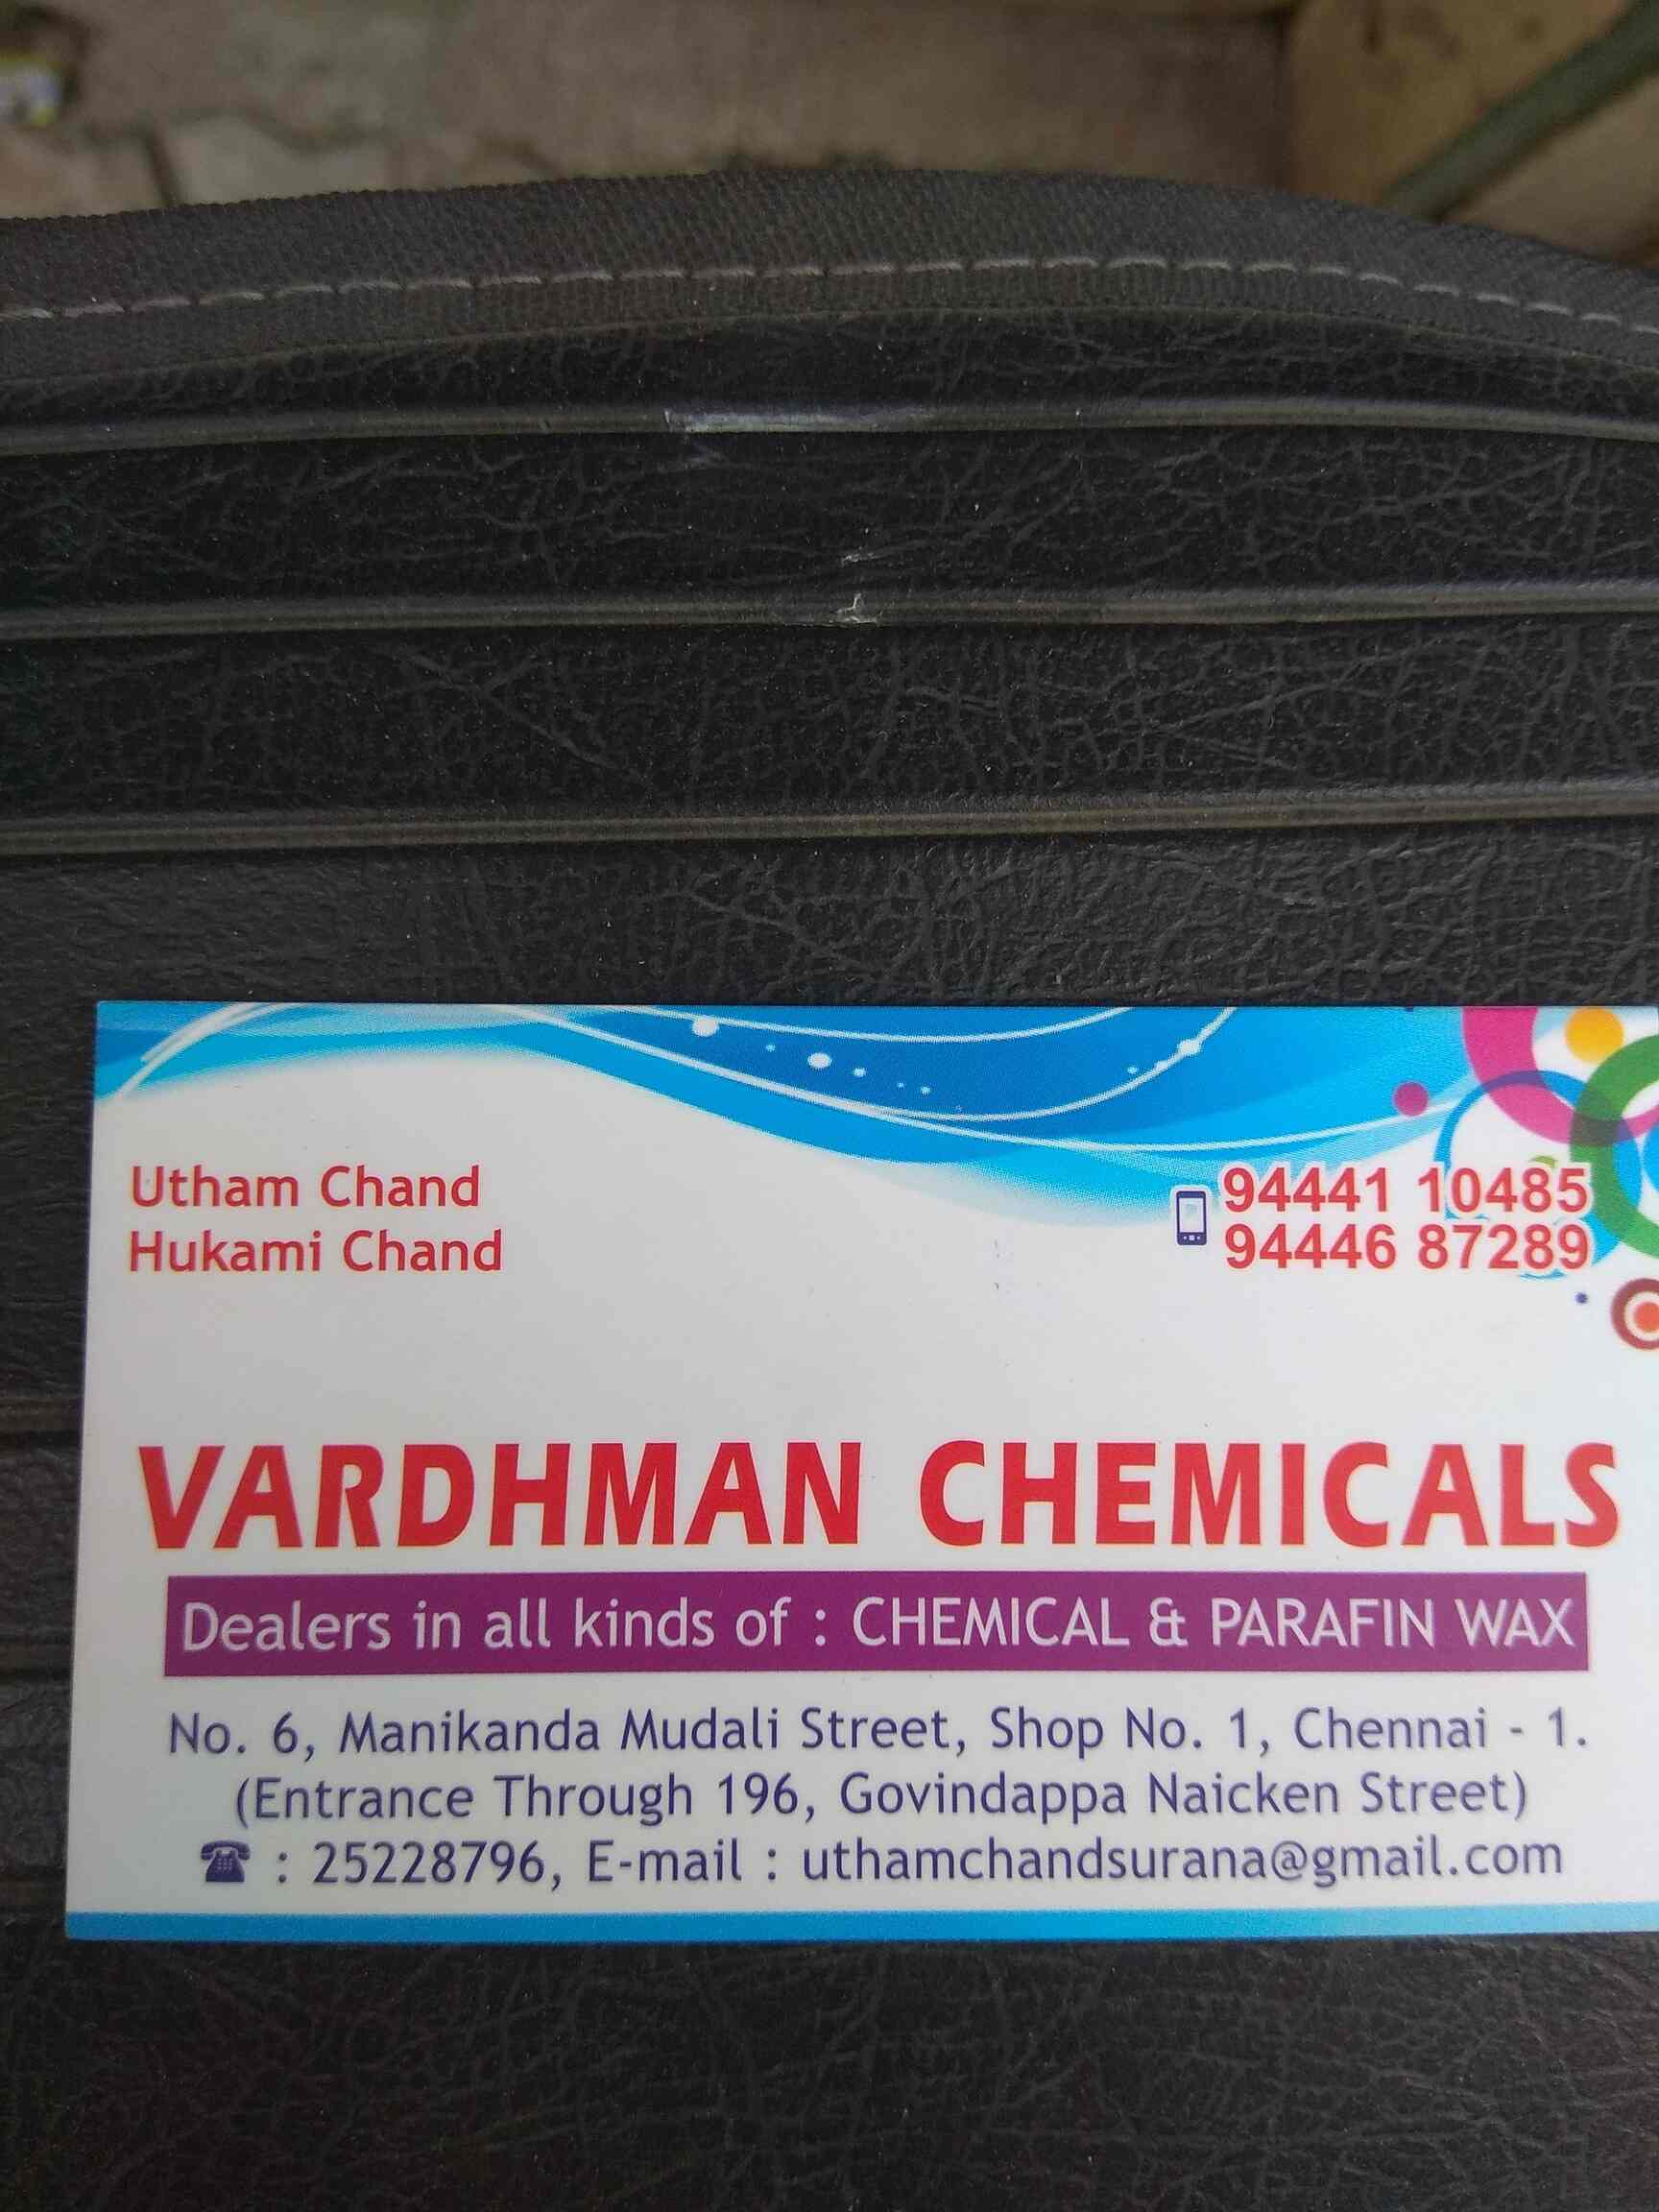 Utham Chand
Hukami Chand
94441 10485
94446 87289
VARDHMAN CHEMICALS
Dealers in all kinds of : CHEMICAL & PARAFIN WAX
No. 6, Manikanda Mudali Street, Shop No. 1, Chennai - 1.
(Entrance Through 196, Govindappa Naicken Street)
☎ : 25228796, E-mail : uthamchandsurana@gmail.com